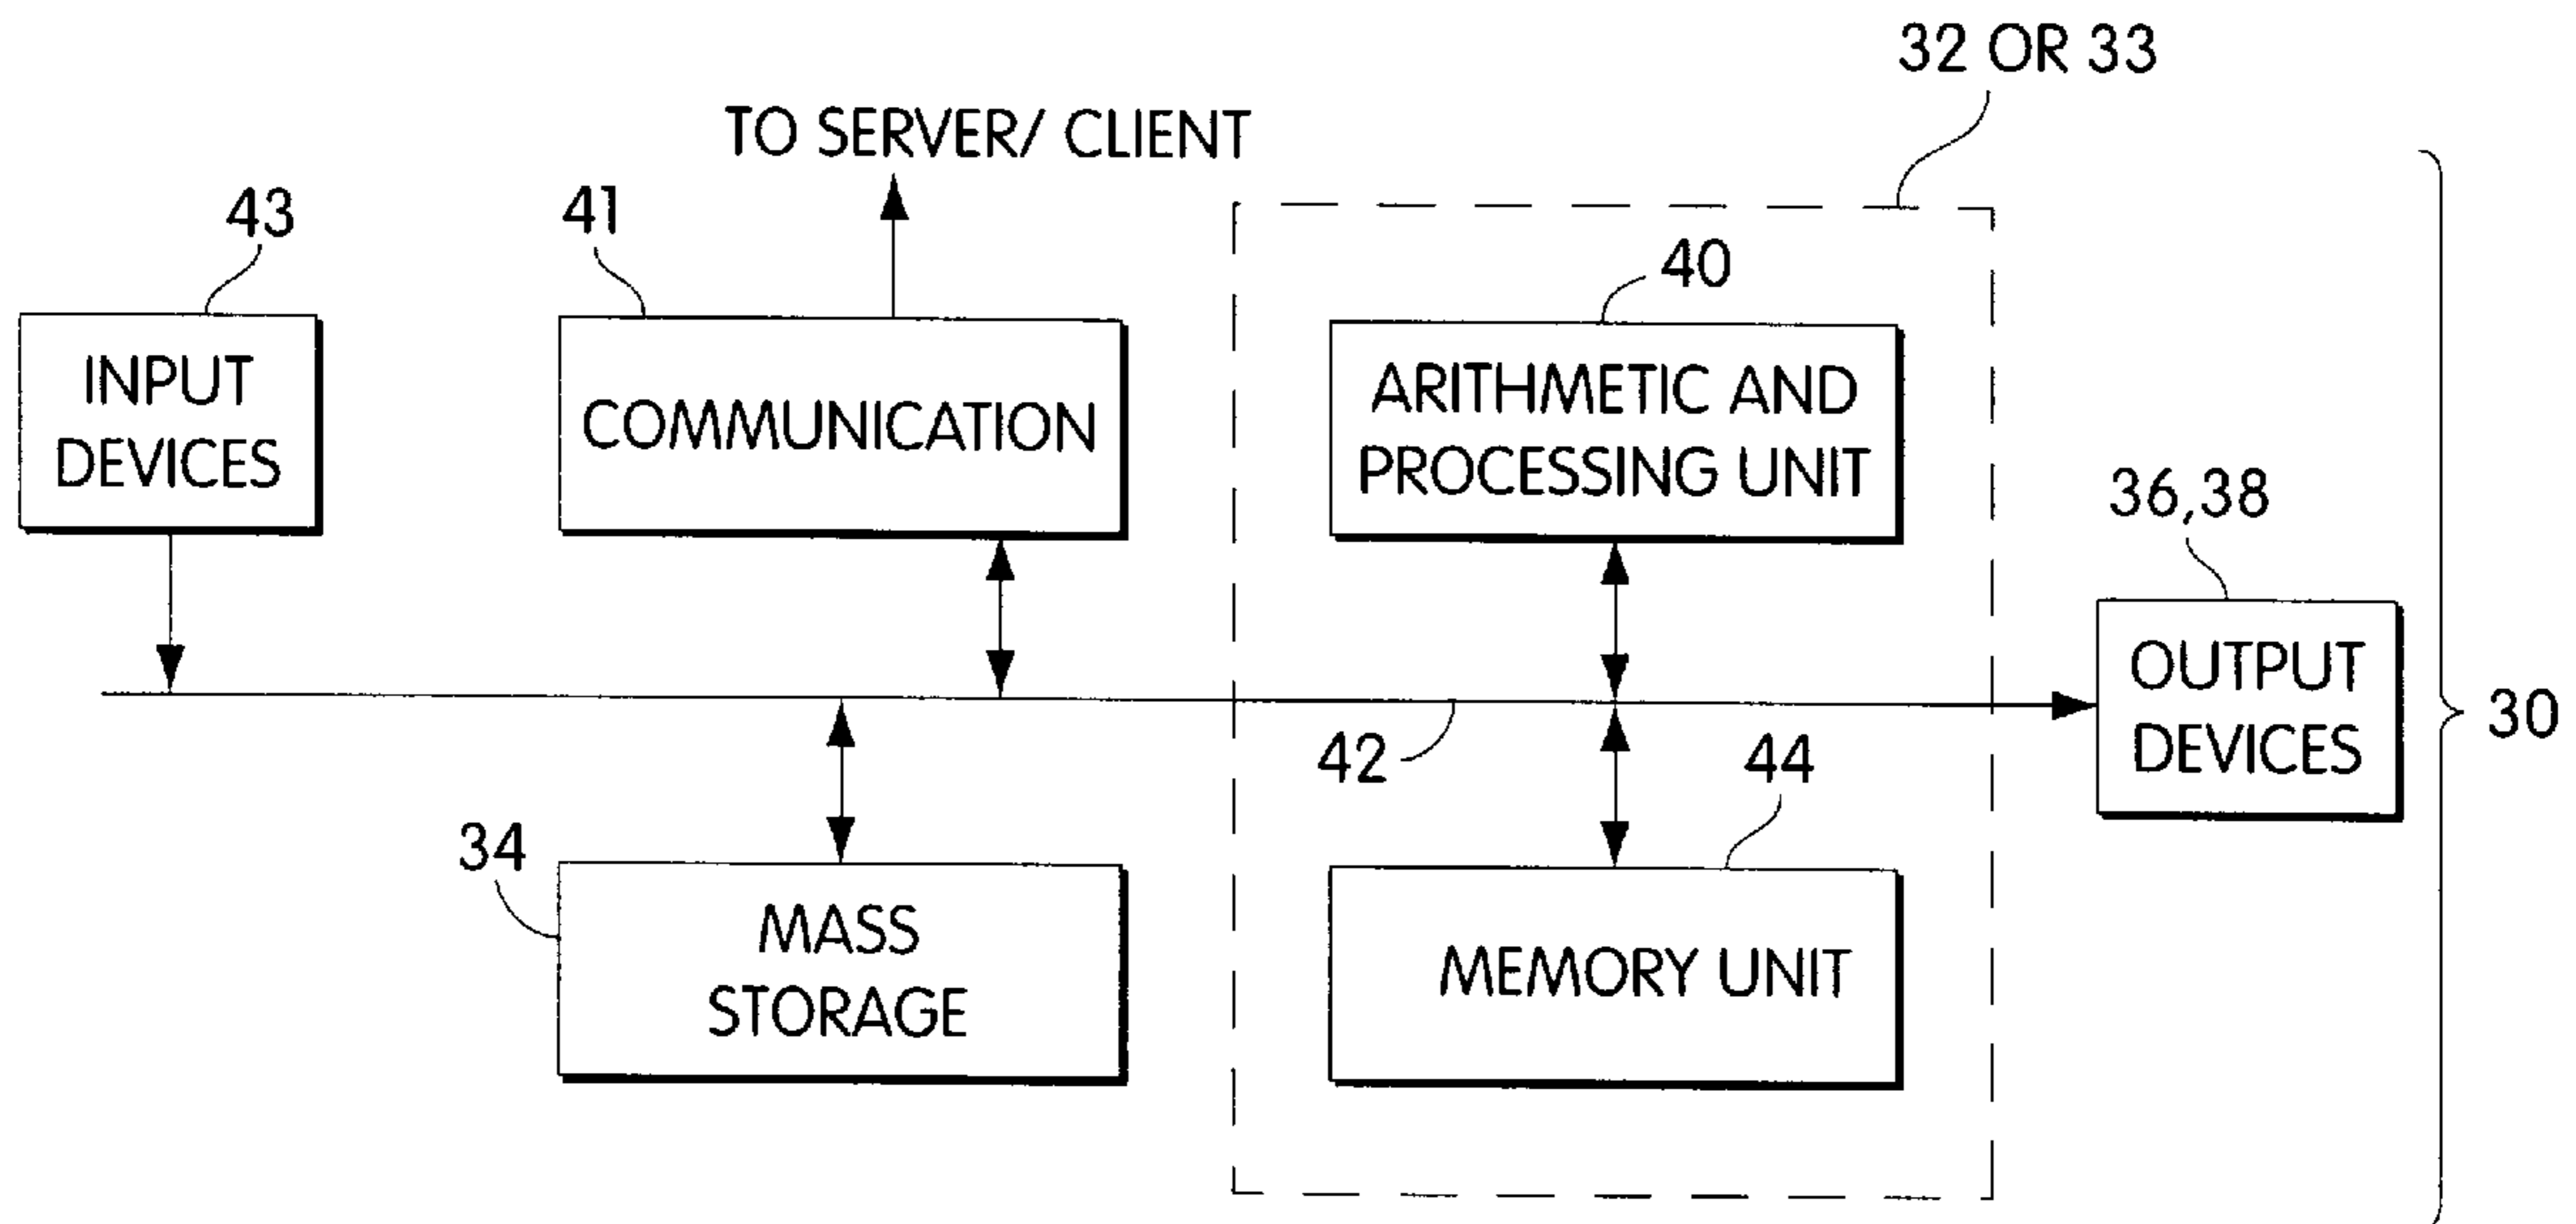 32 OR 33
TO SERVER/ CLIENT
43
41
40
INPUT
DEVICES
COMMUNICATION
ARITHMETIC AND
PROCESSING UNIT
36,38
OUTPUT
DEVICES
30
42
44
34
MASS
STORAGE
MEMORY UNIT